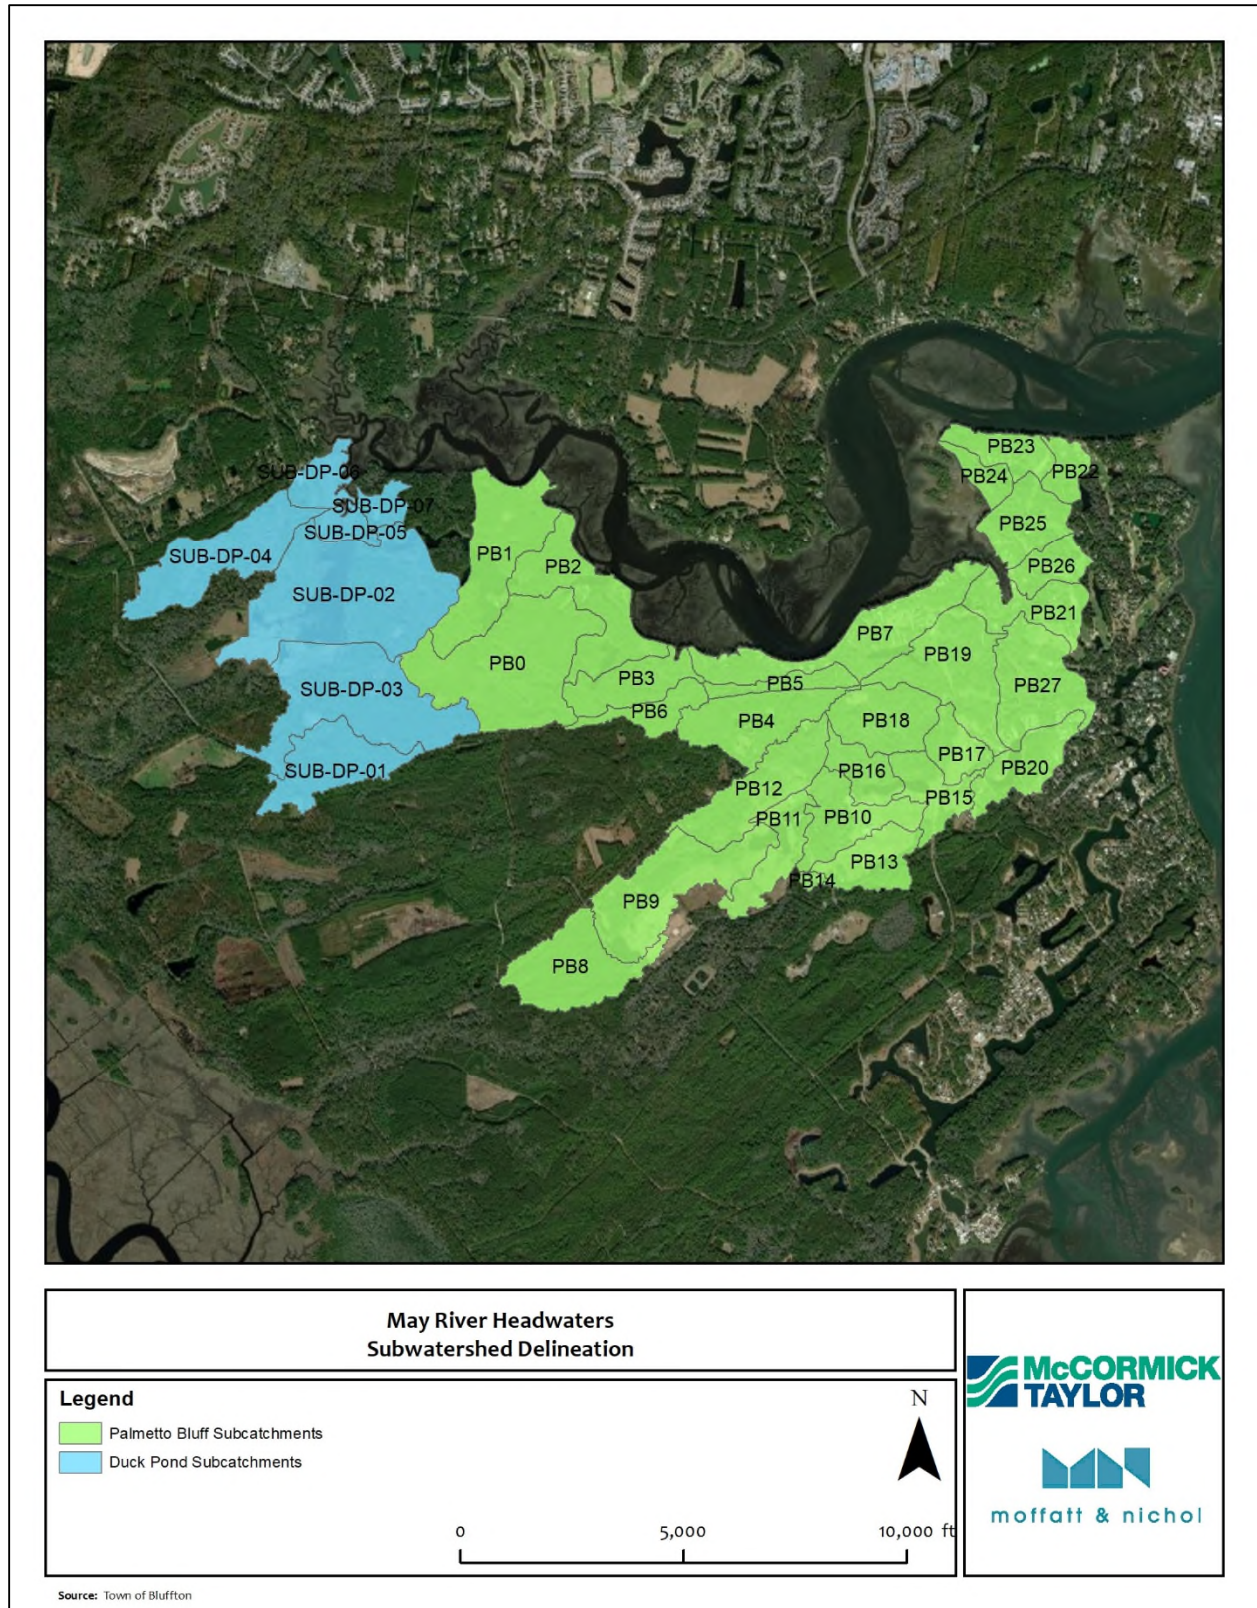 PB23
SUB-DP-06
PB24
PB22
SUB-DP-07
PB25
SUB-DP-05
SUB-DP-04
PB1
PB2
PB26
SUB-DP-02
PB21
PB7
PB19
PB0
PB3
PB5
PB27
SUB-DP-03
PB6
PB4
PB18
PB17
SUB-DP-01
PB16
PB20
PB12
PB15
PB11
PB10
PB13
PB14
PB9
PB8
May River Headwaters
Subwatershed Delineation
Legend
Palmetto Bluff Subcatchments
Duck Pond Subcatchments
N
0 5,000 10,000 ft
McCORMICK
TAYLOR
moffatt & nichol
Source: Town of Bluffton